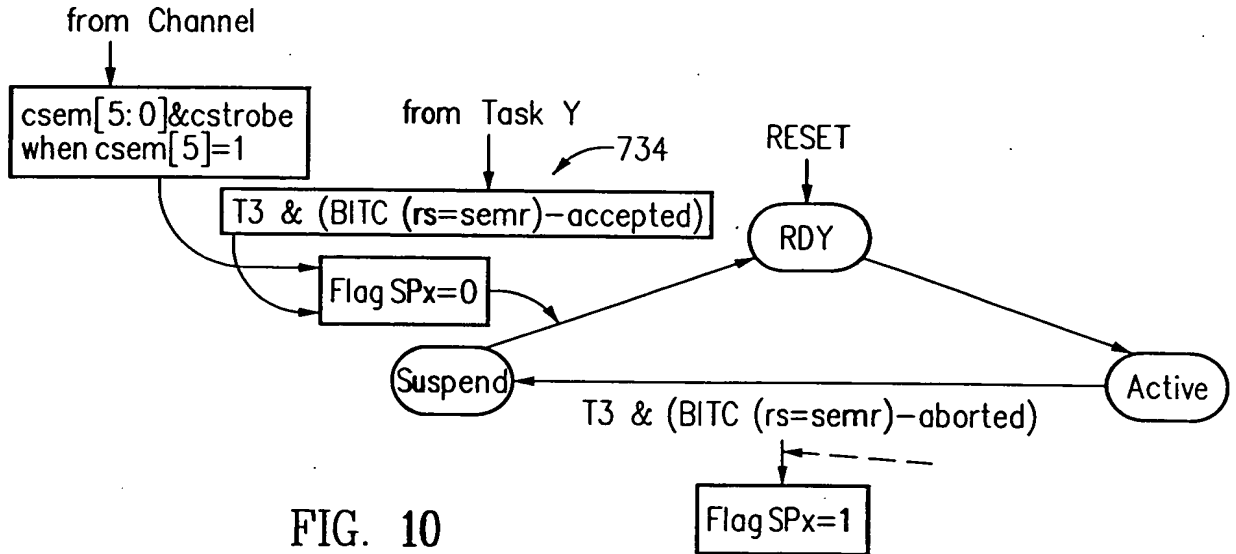 from Channel
csem[5:0]&cstrobe
when csem[5]=1
from Task Y
734
RESET
T3 & (BITC (rs=semr)-accepted)
RDY
Flag SPx=0
Suspend
Active
T3 & (BITC (rs=semr)-aborted)
Flag SPx=1
FIG. 10